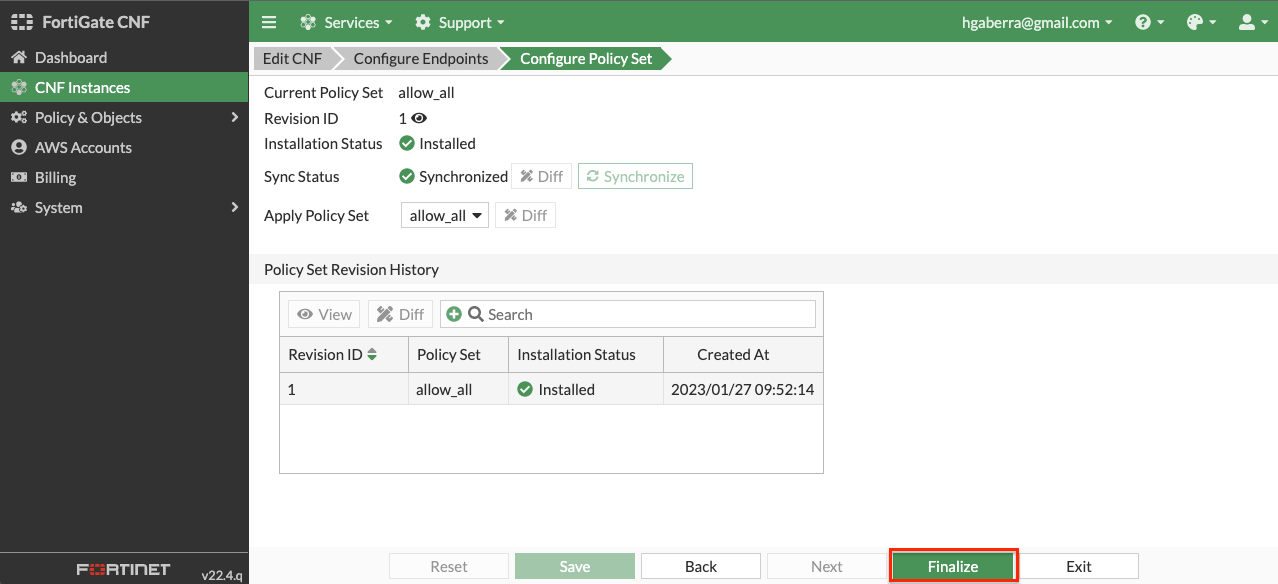 FortiGate CNF
Services Support hgaberra@gmail.com
Dashboard
CNF Instances
Policy & Objects
AWS Accounts
Billing
System
Edit CNF Configure Endpoints Configure Policy Set
Current Policy Set allow_all
Revision ID 1
Installation Status Installed
Sync Status Synchronized Diff Synchronize
Apply Policy Set allow_all Diff
Policy Set Revision History
View Diff Search
Revision ID Policy Set Installation Status Created At
1 allow_all Installed 2023/01/27 09:52:14
Reset Save Back Next Finalize Exit
FORTINET v22.4.q